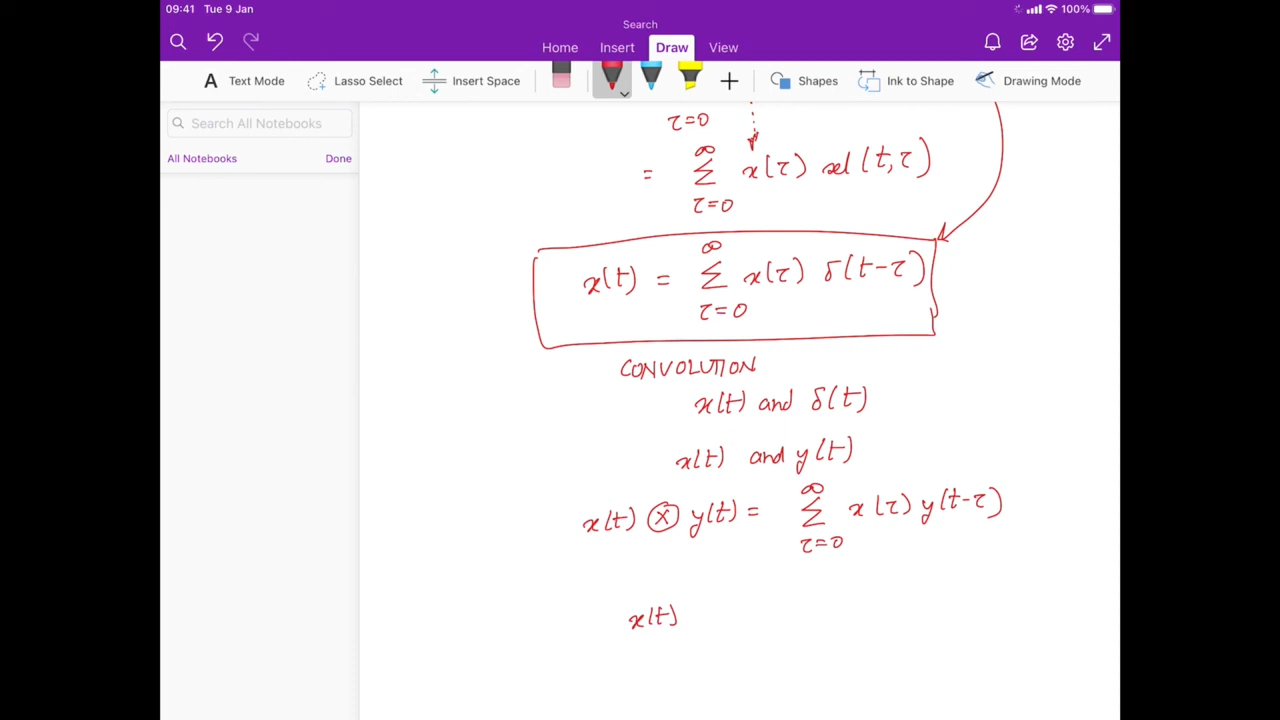 09:41 Tue 9 Jan
100%
Search
Home Insert Draw View
Text Mode Lasso Select Insert Space Shapes Ink to Shape Drawing Mode
Search All Notebooks
All Notebooks Done
τ=0
= ∞ Σ τ=0 x(τ) sel(t,τ)
x(t) = ∞ Σ τ=0 x(τ) δ(t-τ)
CONVOLUTION
x(t) and δ(t)
x(t) and y(t)
x(t) ⓧ y(t) = ∞ Σ τ=0 x(τ) y(t-τ)
x(t)